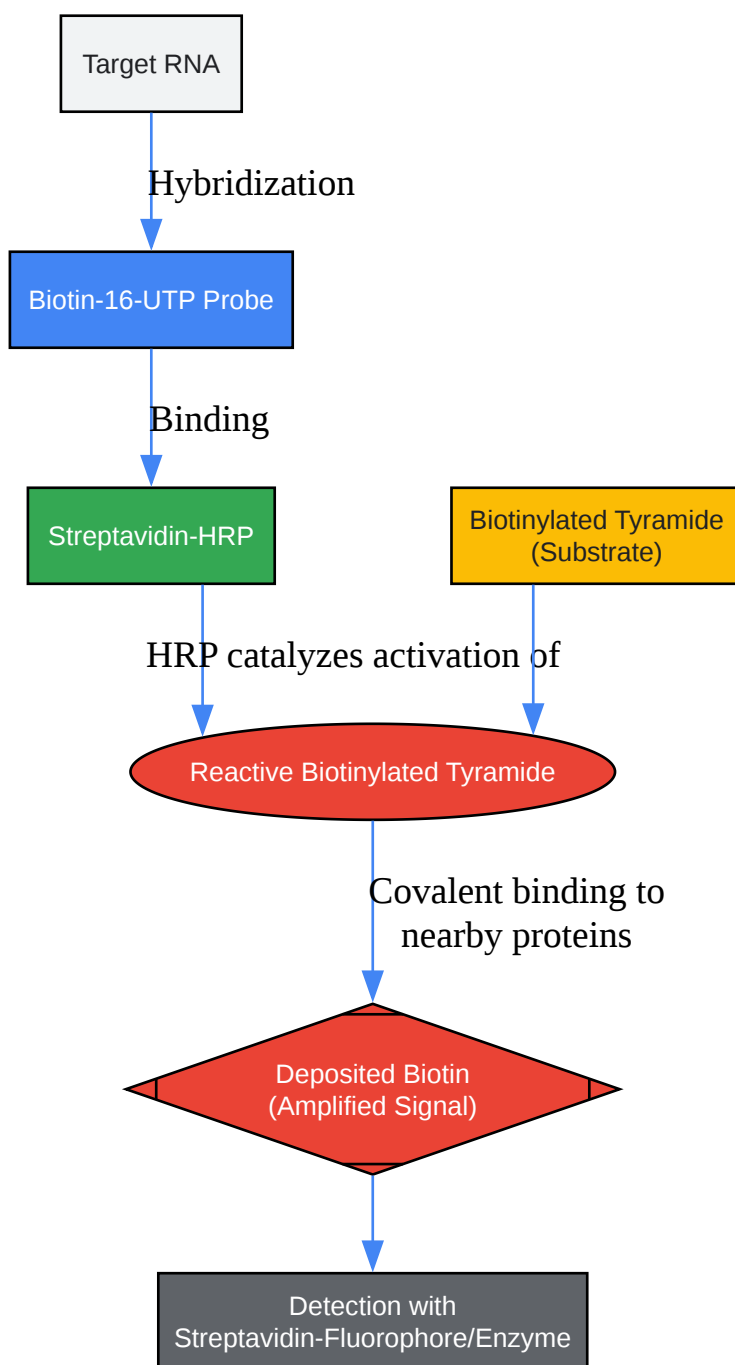 Target RNA
Hybridization
Biotin-16-UTP Probe
Binding
Streptavidin-HRP
Biotinylated Tyramide
(Substrate)
HRP catalyzes activation of
Reactive Biotinylated Tyramide
Covalent binding to
nearby proteins
Deposited Biotin
(Amplified Signal)
Detection with
Streptavidin-Fluorophore/Enzyme